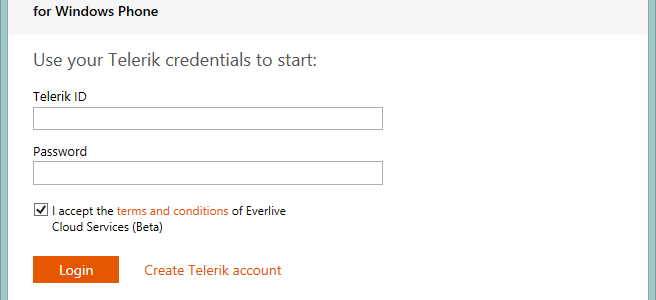 for Windows Phone
Use your Telerik credentials to start:
Telerik ID
Password
I accept the terms and conditions of Everlive
Cloud Services (Beta)
Login
Create Telerik account